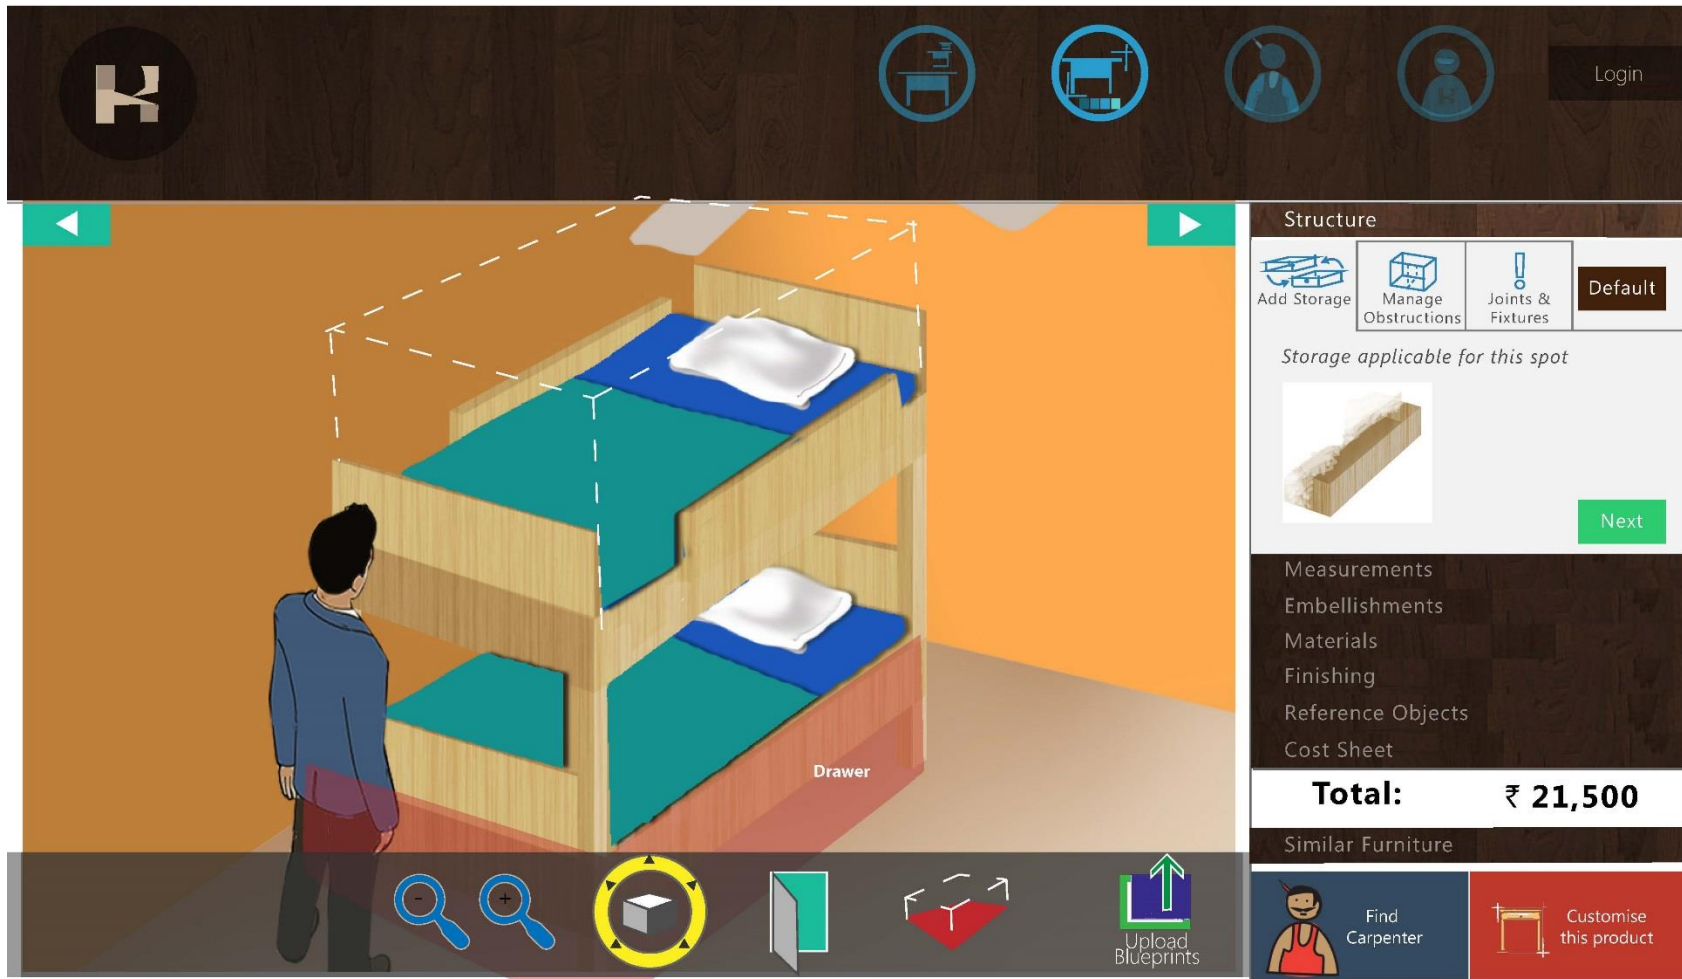 Login
Structure
Add Storage
Manage
Obstructions
Joints &
Fixtures
Default
Storage applicable for this spot
Next
Measurements
Embellishments
Materials
Finishing
Reference Objects
Cost Sheet
Total: ₹ 21,500
Similar Furniture
Find
Carpenter
Customise
this product
Drawer
- +
Upload
Blueprints